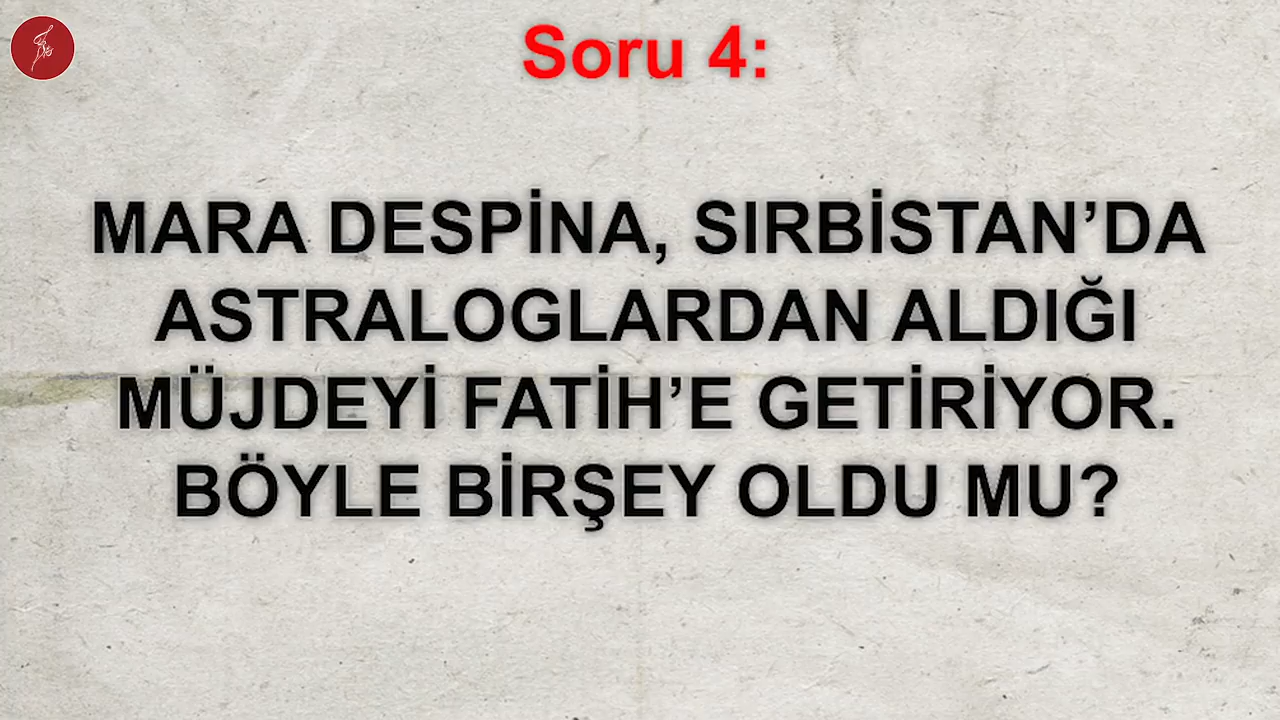 Soru 4:
MARA DESPİNA, SIRBİSTAN’DA
ASTRALOGLARDAN ALDIĞI
MÜJDEYİ FATİH’E GETİRİYOR.
BÖYLE BİRŞEY OLDU MU?